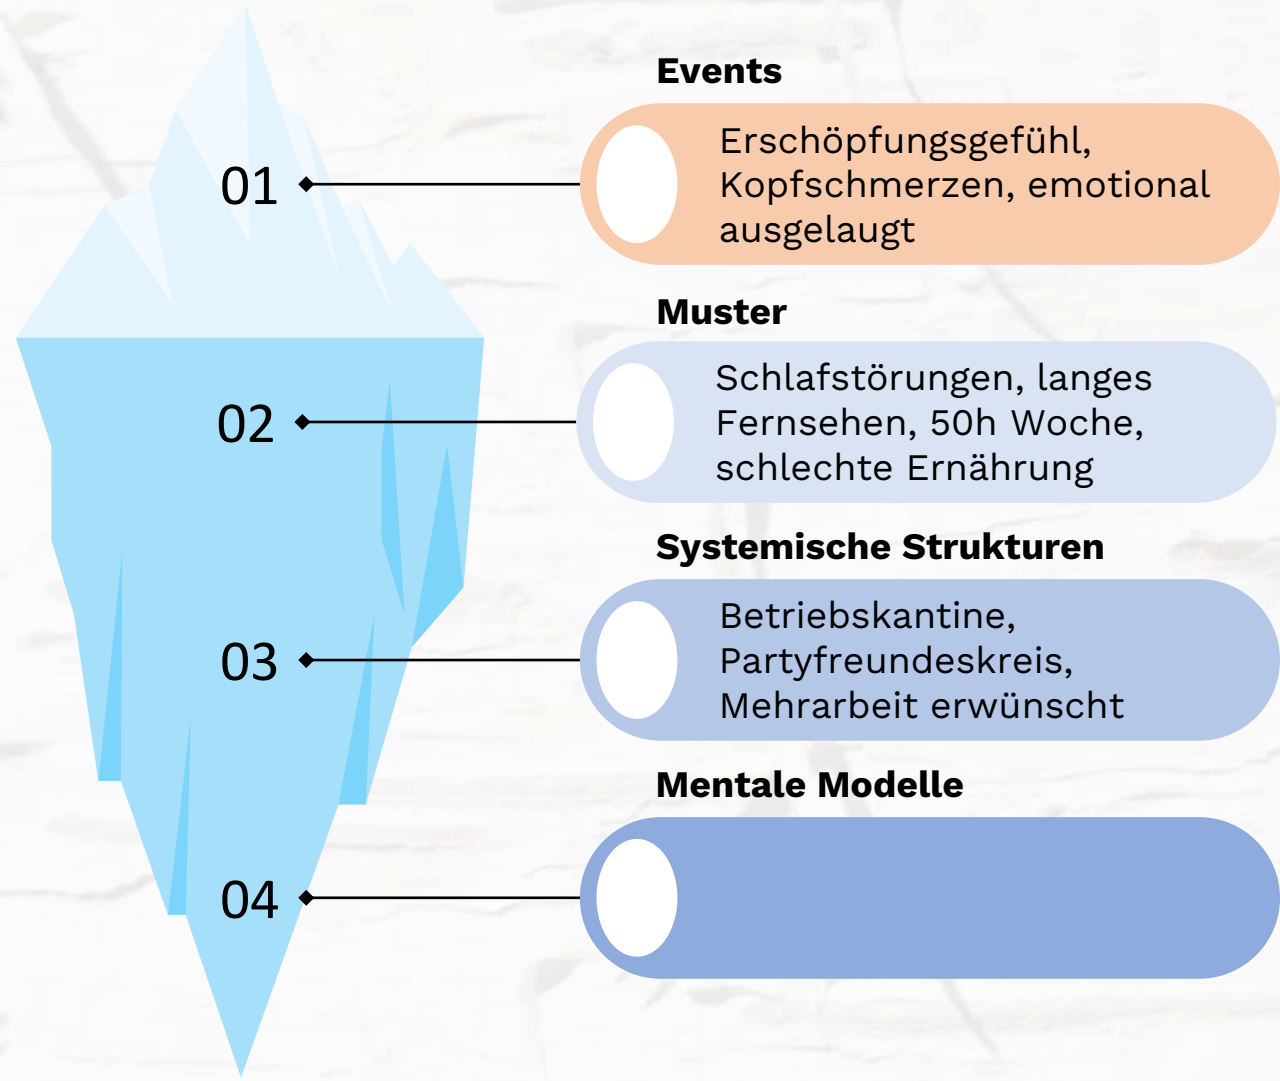 Events
01
Erschöpfungsgefühl,
Kopfschmerzen, emotional
ausgelaugt
Muster
02
Schlafstörungen, langes
Fernsehen, 50h Woche,
schlechte Ernährung
Systemische Strukturen
03
Betriebskantine,
Partyfreundeskreis,
Mehrarbeit erwünscht
Mentale Modelle
04